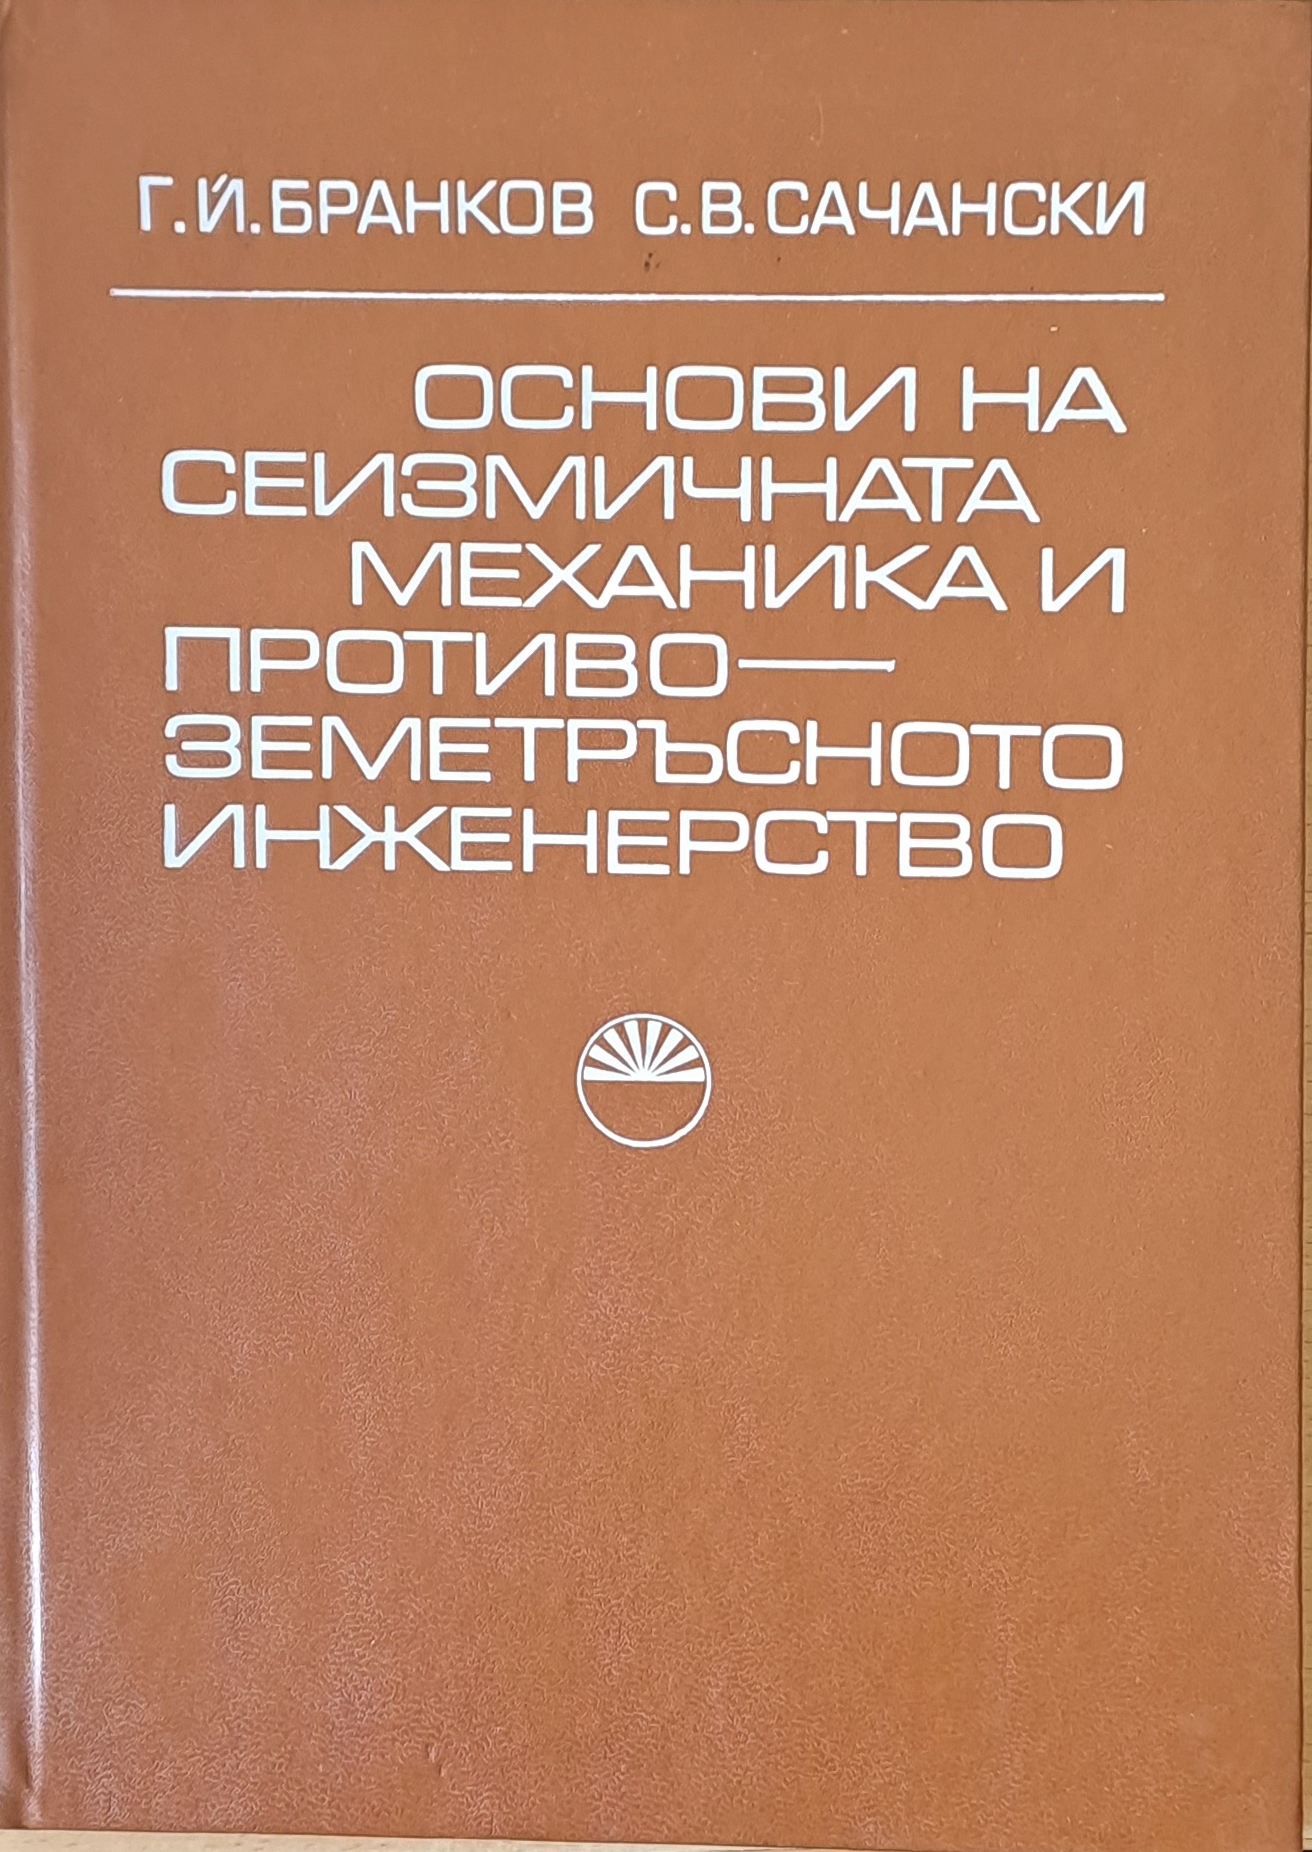 Г.Й.БРАНКОВ С.В.САЧАНСКИ
ОСНОВИ НА
СЕИЗМИЧНАТА
МЕХАНИКА И
ПРОТИВО—
ЗЕМЕТРЪСНОТО
ИНЖЕНЕРСТВО